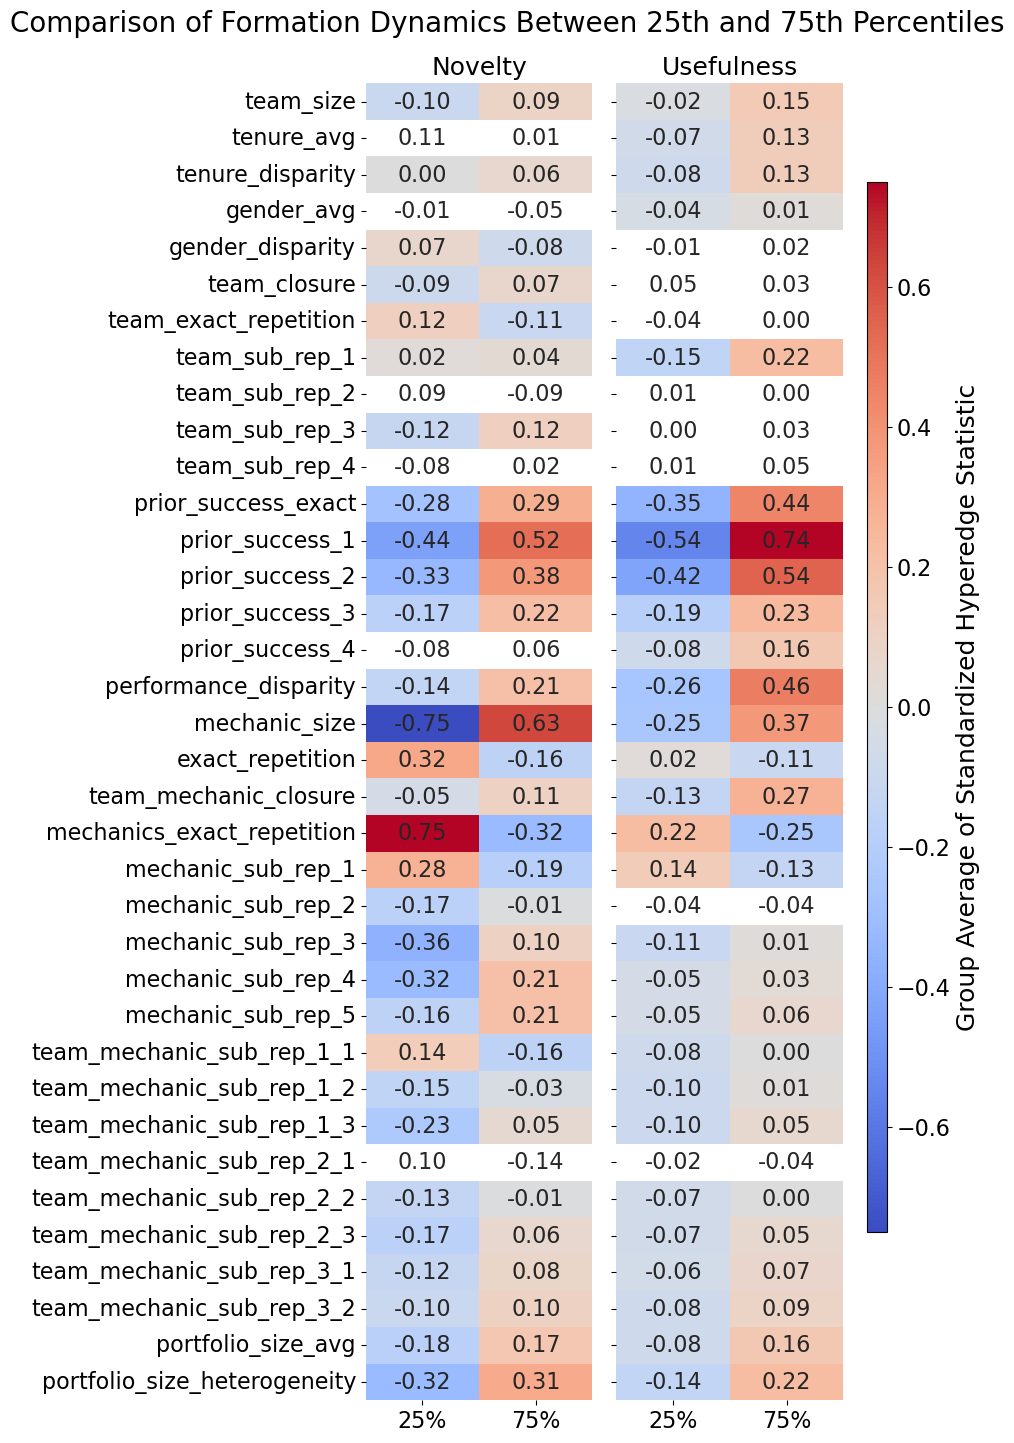 Comparison of Formation Dynamics Between 25th and 75th Percentiles
Novelty Usefulness
team_size -0.10 0.09 -0.02 0.15
tenure_avg 0.11 0.01 -0.07 0.13
tenure_disparity 0.00 0.06 -0.08 0.13
gender_avg -0.01 -0.05 -0.04 0.01
gender_disparity 0.07 -0.08 -0.01 0.02
team_closure -0.09 0.07 0.05 0.03
team_exact_repetition 0.12 -0.11 -0.04 0.00
team_sub_rep_1 0.02 0.04 -0.15 0.22
team_sub_rep_2 0.09 -0.09 0.01 0.00
team_sub_rep_3 -0.12 0.12 0.00 0.03
team_sub_rep_4 -0.08 0.02 0.01 0.05
prior_success_exact -0.28 0.29 -0.35 0.44
prior_success_1 -0.44 0.52 -0.54 0.74
prior_success_2 -0.33 0.38 -0.42 0.54
prior_success_3 -0.17 0.22 -0.19 0.23
prior_success_4 -0.08 0.06 -0.08 0.16
performance_disparity -0.14 0.21 -0.26 0.46
mechanic_size -0.75 0.63 -0.25 0.37
exact_repetition 0.32 -0.16 0.02 -0.11
team_mechanic_closure -0.05 0.11 -0.13 0.27
mechanics_exact_repetition 0.75 -0.32 0.22 -0.25
mechanic_sub_rep_1 0.28 -0.19 0.14 -0.13
mechanic_sub_rep_2 -0.17 -0.01 -0.04 -0.04
mechanic_sub_rep_3 -0.36 0.10 -0.11 0.01
mechanic_sub_rep_4 -0.32 0.21 -0.05 0.03
mechanic_sub_rep_5 -0.16 0.21 -0.05 0.06
team_mechanic_sub_rep_1_1 0.14 -0.16 -0.08 0.00
team_mechanic_sub_rep_1_2 -0.15 -0.03 -0.10 0.01
team_mechanic_sub_rep_1_3 -0.23 0.05 -0.10 0.05
team_mechanic_sub_rep_2_1 0.10 -0.14 -0.02 -0.04
team_mechanic_sub_rep_2_2 -0.13 -0.01 -0.07 0.00
team_mechanic_sub_rep_2_3 -0.17 0.06 -0.07 0.05
team_mechanic_sub_rep_3_1 -0.12 0.08 -0.06 0.07
team_mechanic_sub_rep_3_2 -0.10 0.10 -0.08 0.09
portfolio_size_avg -0.18 0.17 -0.08 0.16
portfolio_size_heterogeneity -0.32 0.31 -0.14 0.22
25% 75% 25% 75%
0.6
0.4
0.2
0.0
−0.2
−0.4
−0.6
Group Average of Standardized Hyperedge Statistic